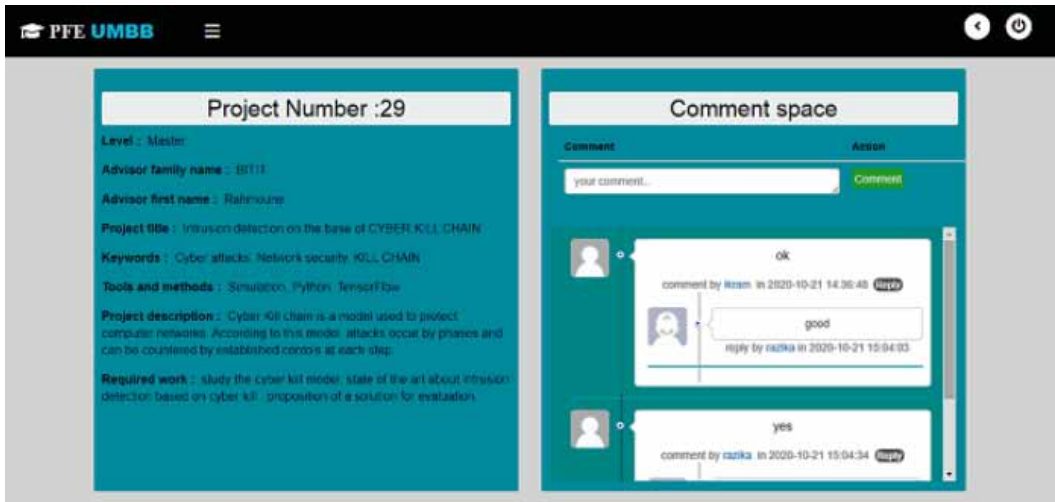 PFE UMBB
Project Number :29
Level : Master
Advisor family name :
Advisor first name : Rahmoune
Project title : Intrusion detection on the base of CYBER KILL CHAIN
Keywords : Cyber attacks, Network security, KILL CHAIN
Tools and methods : Simulation, Python, TensorFlow
Project description : Cyber Kill chain is a model used to protect
computer networks. According to this model, attacks occur by phases and
can be countered by established at each step.
Required work : study the cyber kill model, state of the art about intrusion
detection based on cyber kill , proposition of a solution for evaluation.
Comment space
Comment Action
your comment.. Comment
ok
comment by ikram in 2020-10-21 14:36:48 Reply
good
reply by razika in 2020-10-21 15:04:03
yes
comment by razika in 2020-10-21 15:04:34 Reply